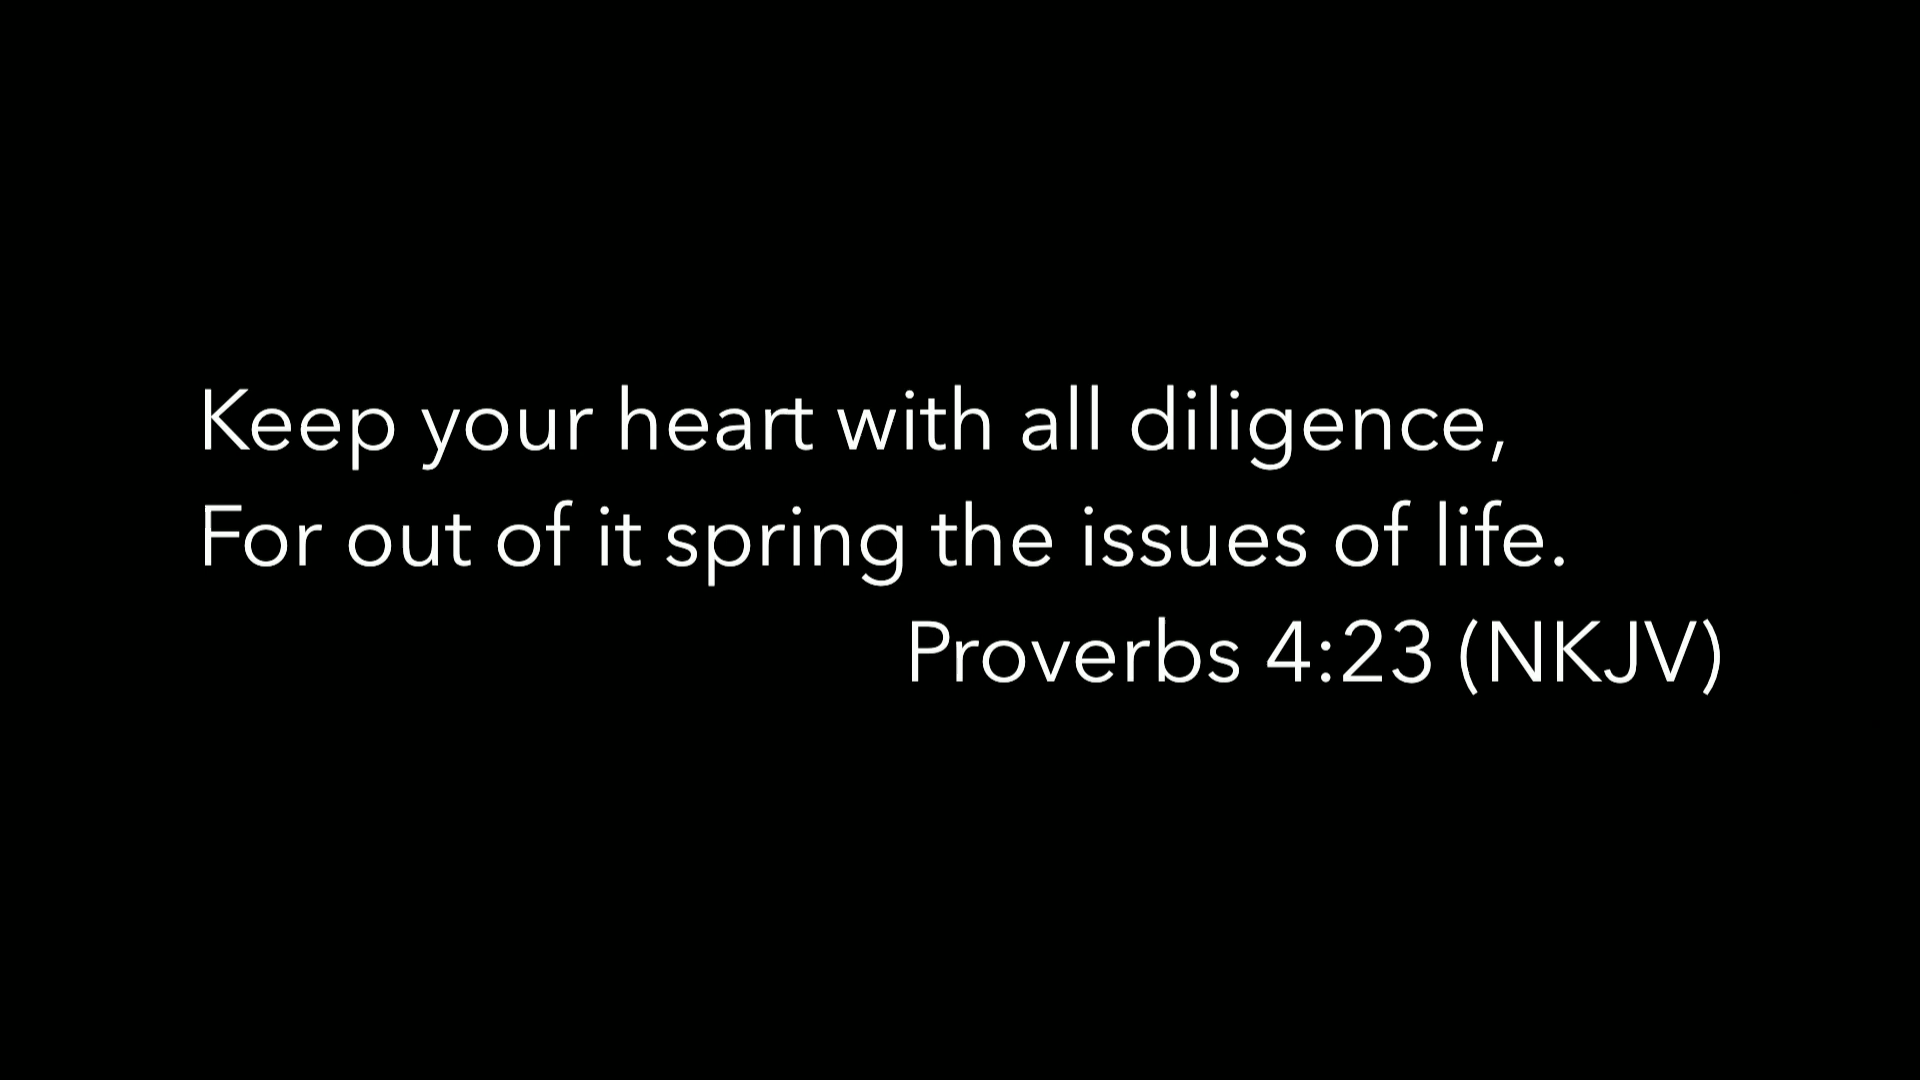 Keep your heart with all diligence,
For out of it spring the issues of life.
Proverbs 4:23 (NKJV)